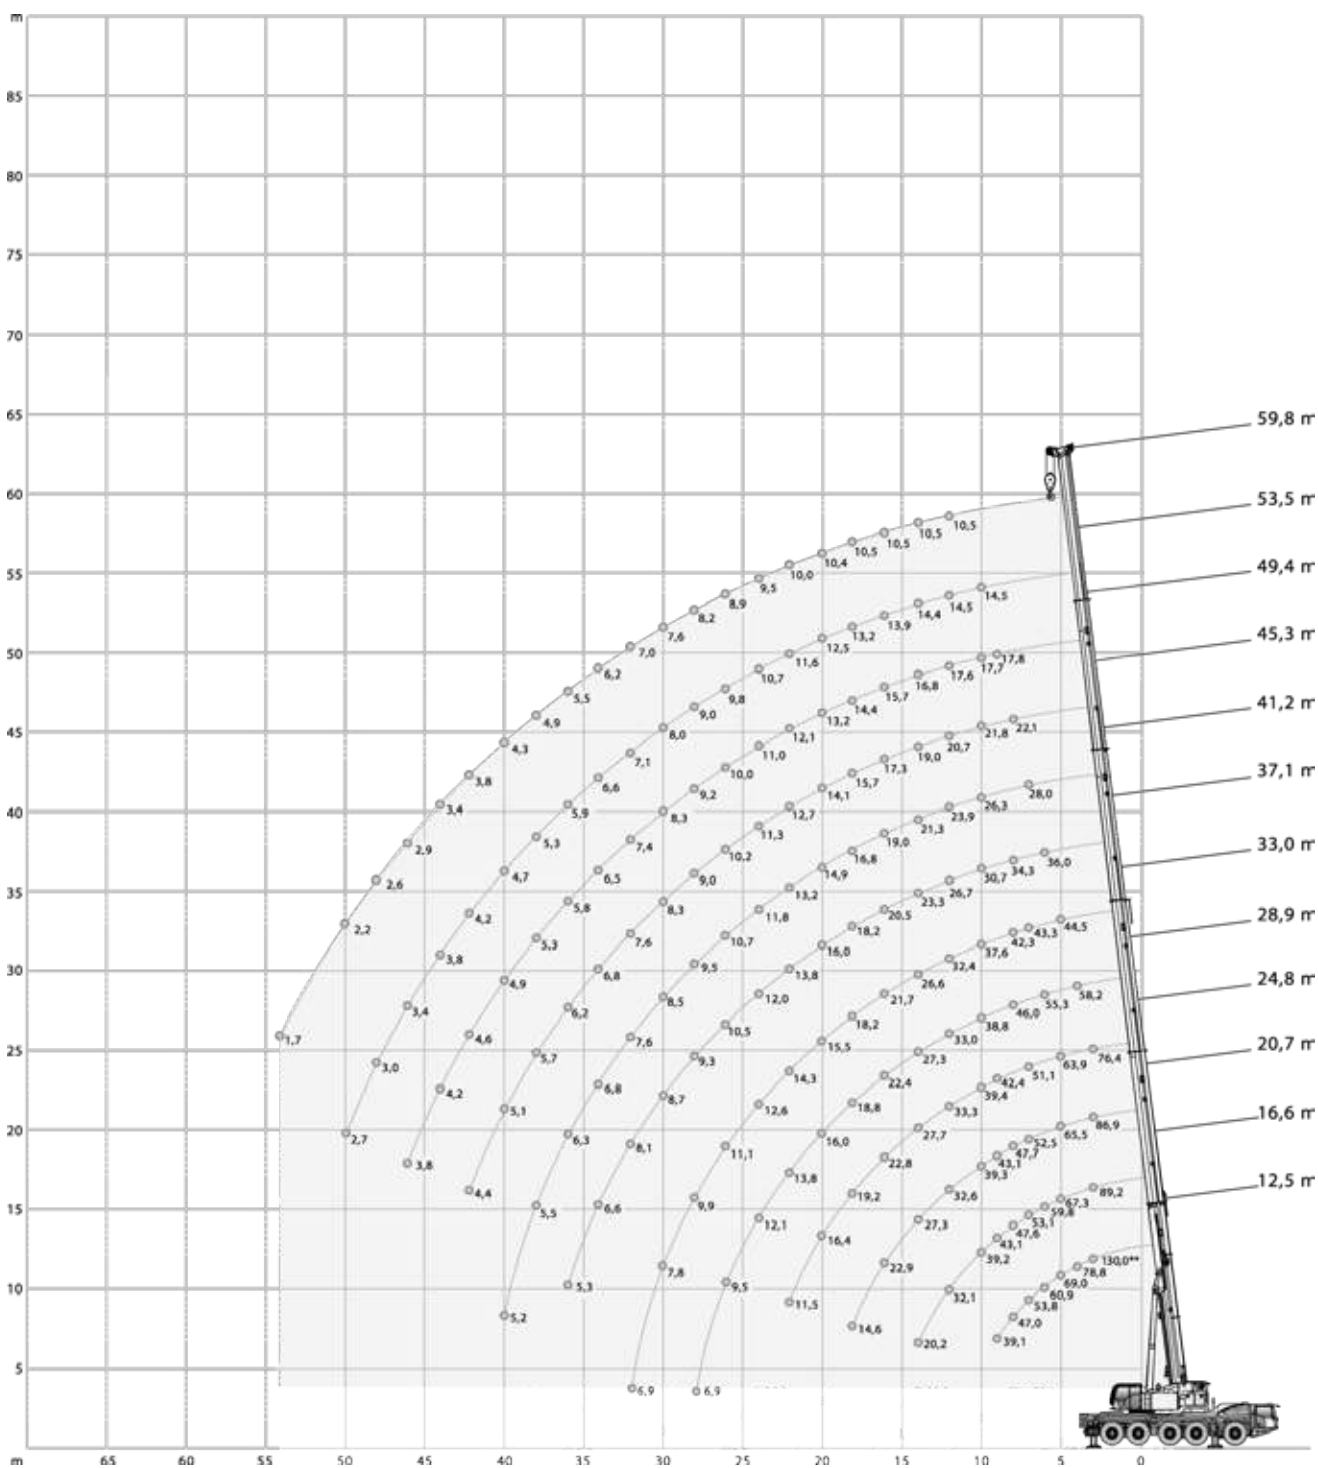 m
85
80
75
70
65
60
55
50
45
40
35
30
25
20
15
10
5
m 65 60 55 50 45 40 35 30 25 20 15 10 5 0
59,8 m
53,5 m
49,4 m
45,3 m
41,2 m
37,1 m
33,0 m
28,9 m
24,8 m
20,7 m
16,6 m
12,5 m
1,7 2,2 2,6 2,9 3,4 3,8 4,3 4,9 5,5 6,2 7,0 7,6 8,2 8,9 9,5 10,0 10,4 10,5 10,5 10,5 10,5
2,7 3,0 3,4 3,8 4,2 4,7 5,3 5,9 6,6 7,1 8,0 9,0 9,8 10,7 11,6 12,5 13,2 13,9 14,4 14,5 14,5
3,8 4,2 4,6 4,9 5,3 5,8 6,5 7,4 8,3 9,2 10,0 11,0 12,1 13,2 14,4 15,7 16,8 17,6 17,7 17,8
4,4 5,1 5,7 6,2 6,8 7,6 8,3 9,0 10,2 11,3 12,7 14,1 15,7 17,3 19,0 20,7 21,8 22,1
5,2 5,5 6,3 6,8 7,6 8,5 9,5 10,7 11,8 13,2 14,9 16,8 19,0 21,3 23,9 26,3 28,0
5,3 6,6 8,1 8,7 9,3 10,5 12,0 13,8 16,0 18,2 20,5 23,3 26,7 30,7 34,3 36,0
6,9 7,8 9,9 11,1 12,6 14,3 15,5 18,2 21,7 26,6 32,4 37,6 42,3 43,3 44,5
6,9 9,5 12,1 13,8 16,0 18,8 22,4 27,3 33,0 38,8 46,0 55,3 58,2
11,5 16,4 19,2 22,8 27,7 33,3 39,4 42,4 51,1 63,9 76,4
14,6 22,9 27,3 32,6 39,3 43,1 47,7 52,5 65,5 86,9
20,2 32,1 39,2 43,1 47,6 53,1 59,8 67,3 89,2
39,1 47,0 53,8 60,9 69,0 78,8 130,0**